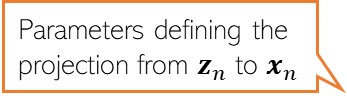 Parameters defining the
projection from 𝒛ₙ to 𝒙ₙ